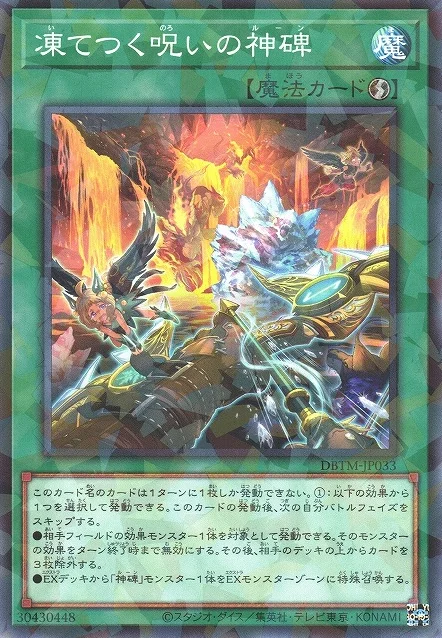 凍てつく呪いの神碑
魔
【魔法カード】
DBTM-JP033
このカード名のカードは1ターンに1枚しか発動できない。①:以下の効果から
1つを選択して発動できる。このカードの発動後、次の自分バトルフェイズを
スキップする。
●相手フィールドの効果モンスター1体を対象として発動できる。そのモンスター
の効果をターン終了時まで無効にする。その後、相手のデッキの上からカードを
3枚除外する。
●EXデッキから「神碑」モンスター1体をEXモンスターゾーンに特殊召喚する。
30430448
©スタジオ・ダイス/集英社・テレビ東京・KONAMI